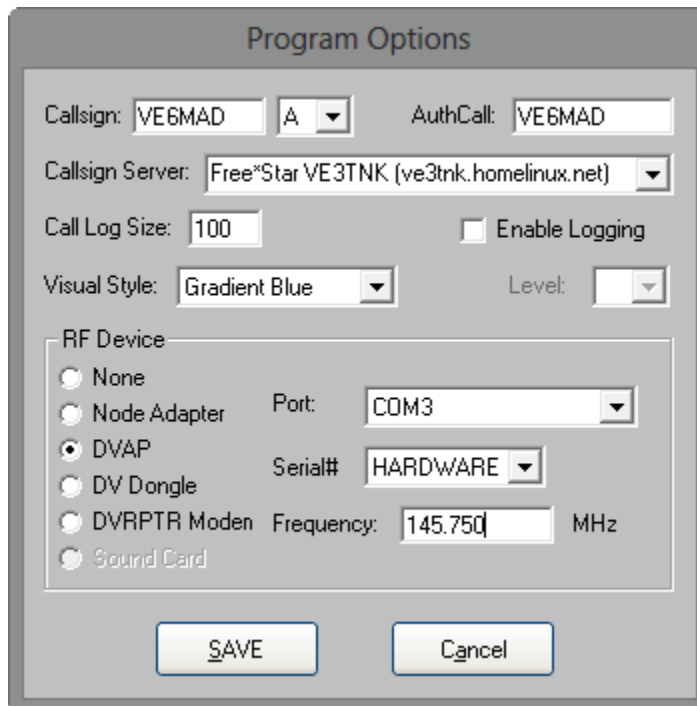 Program Options
Callsign: VE6MAD A AuthCall: VE6MAD
Callsign Server: Free*Star VE3TNK (ve3tnk.homelinux.net)
Call Log Size: 100 Enable Logging
Visual Style: Gradient Blue Level:
RF Device
None
Node Adapter Port: COM3
DVAP
DV Dongle Serial# HARDWARE
DVRPTR Moden Frequency: 145.750 MHz
Sound Card
SAVE Cancel